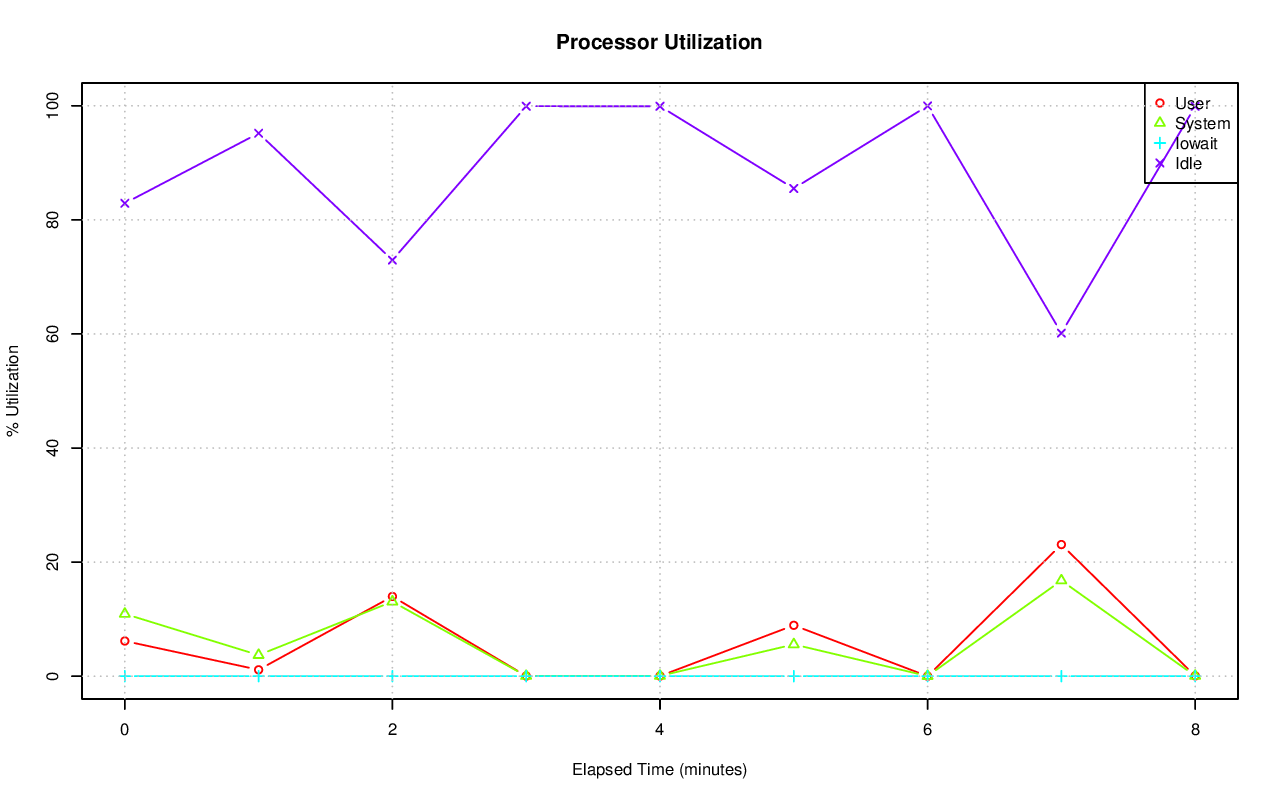 Processor Utilization
User
System
Iowait
Idle
100
80
60
40
20
0
% Utilization
0 2 4 6 8
Elapsed Time (minutes)